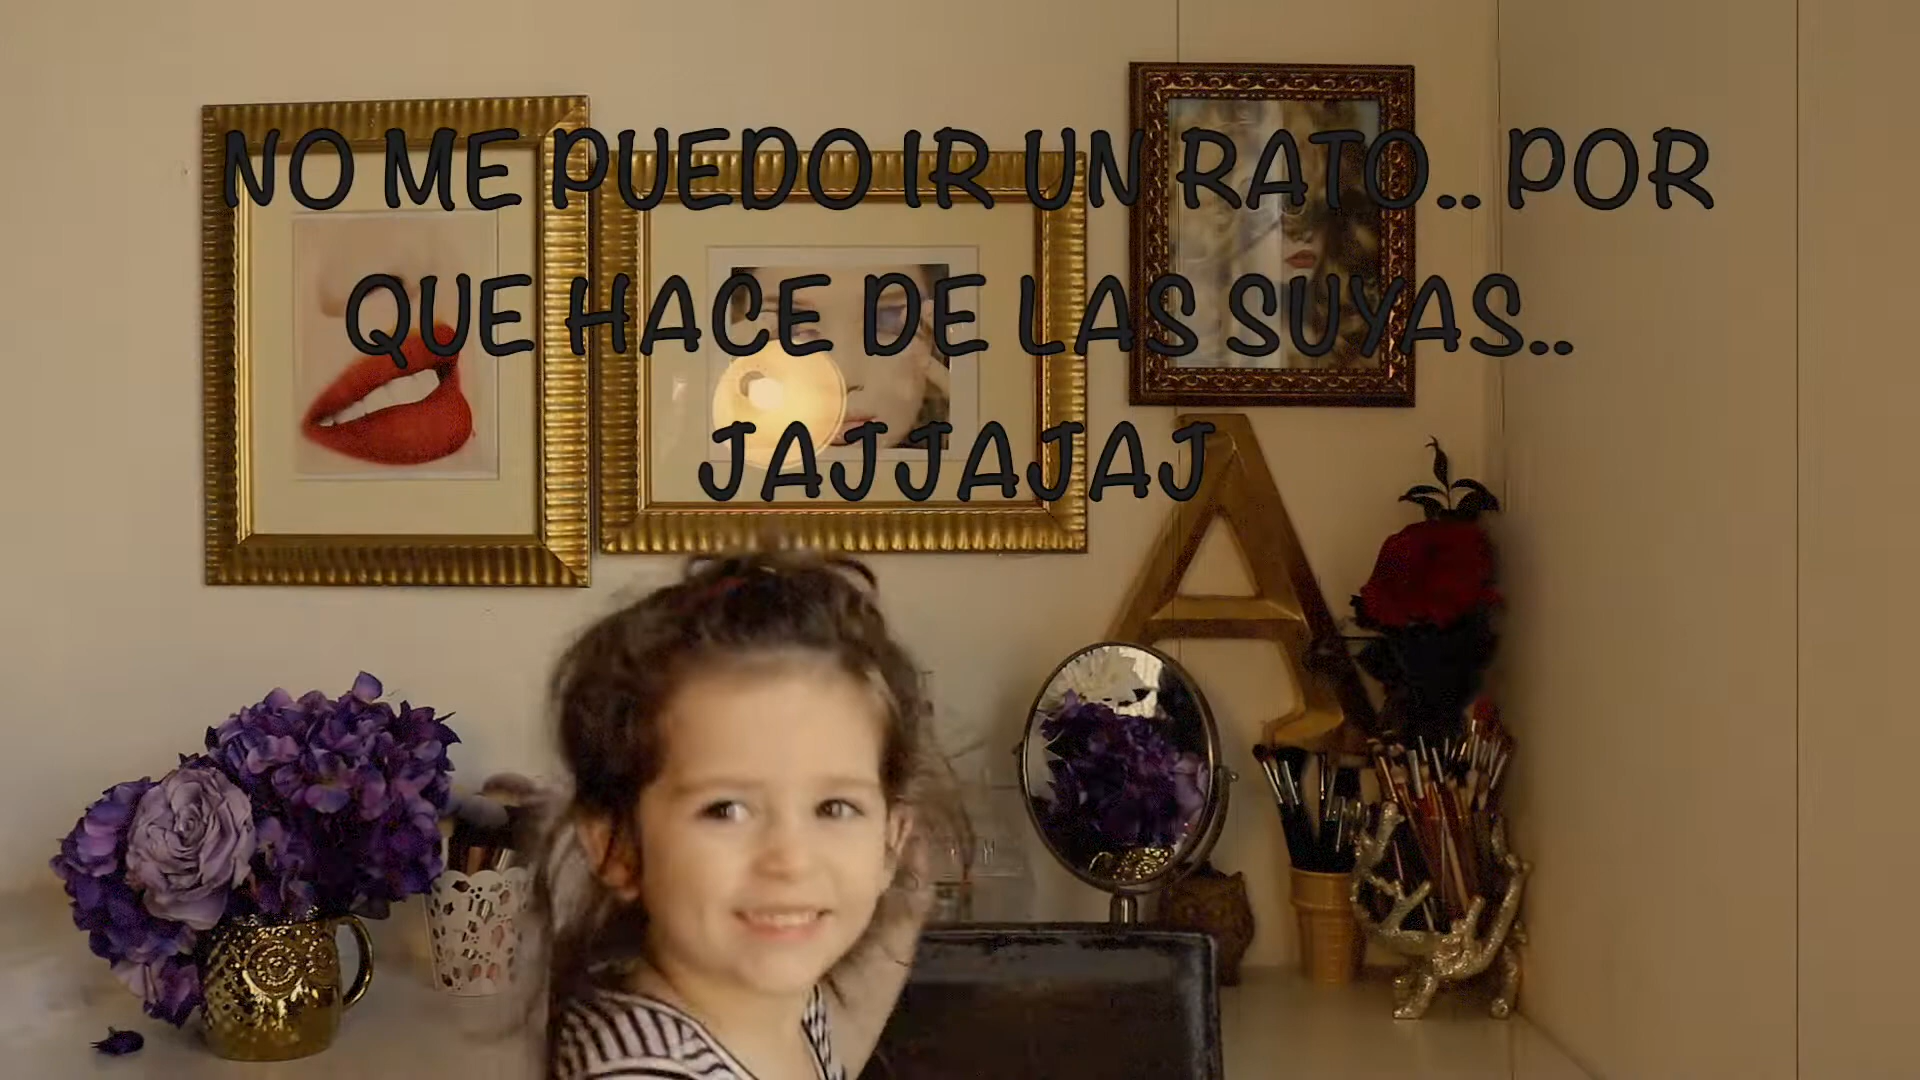 NO ME PUEDO IR UN RATO.. POR
QUE HACE DE LAS SUYAS..
JAJJAJAJ
A